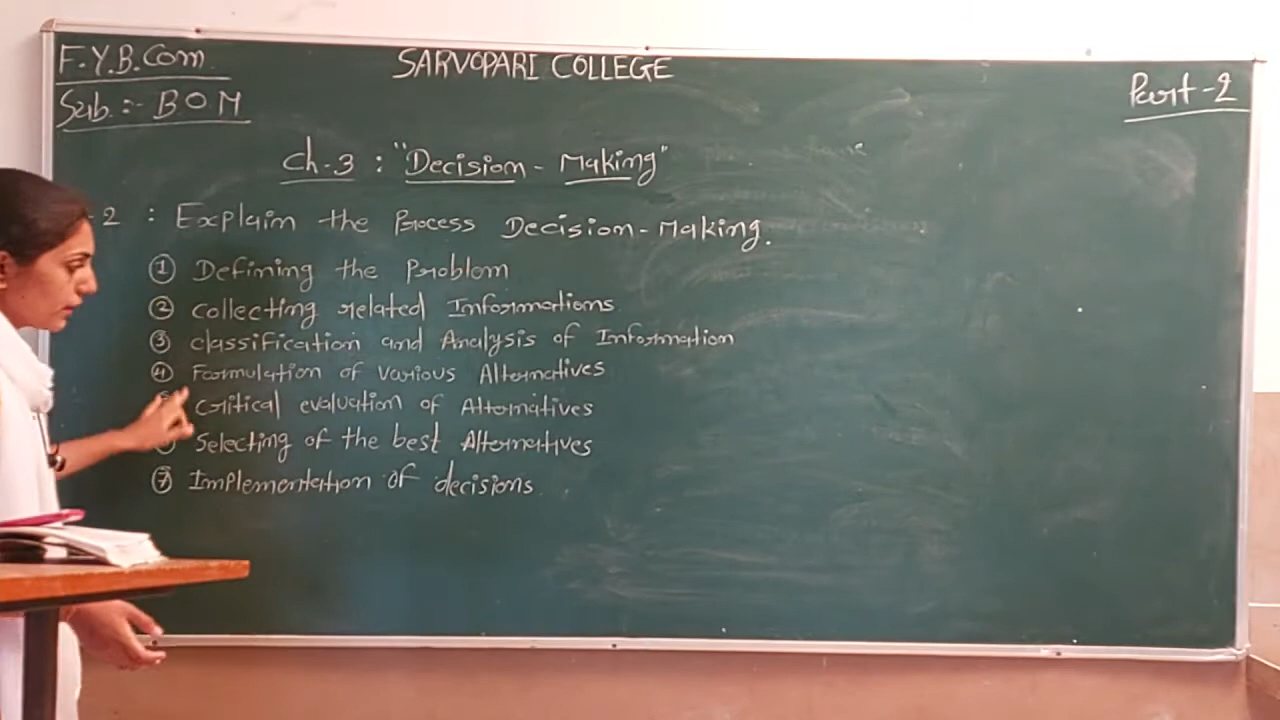 F.Y.B.Com
SARVOPARI COLLEGE
Part-2
Sub. :- BOM
Ch-3 : "Decision-Making"
-2 : Explain the Process Decision-Making.
① Defining the Problem
② collecting related Informations
③ classification and Analysis of Information
④ Formulation of various Alternatives
critical evaluation of Alternatives
Selecting of the best Alternatives
⑦ Implementation of decisions